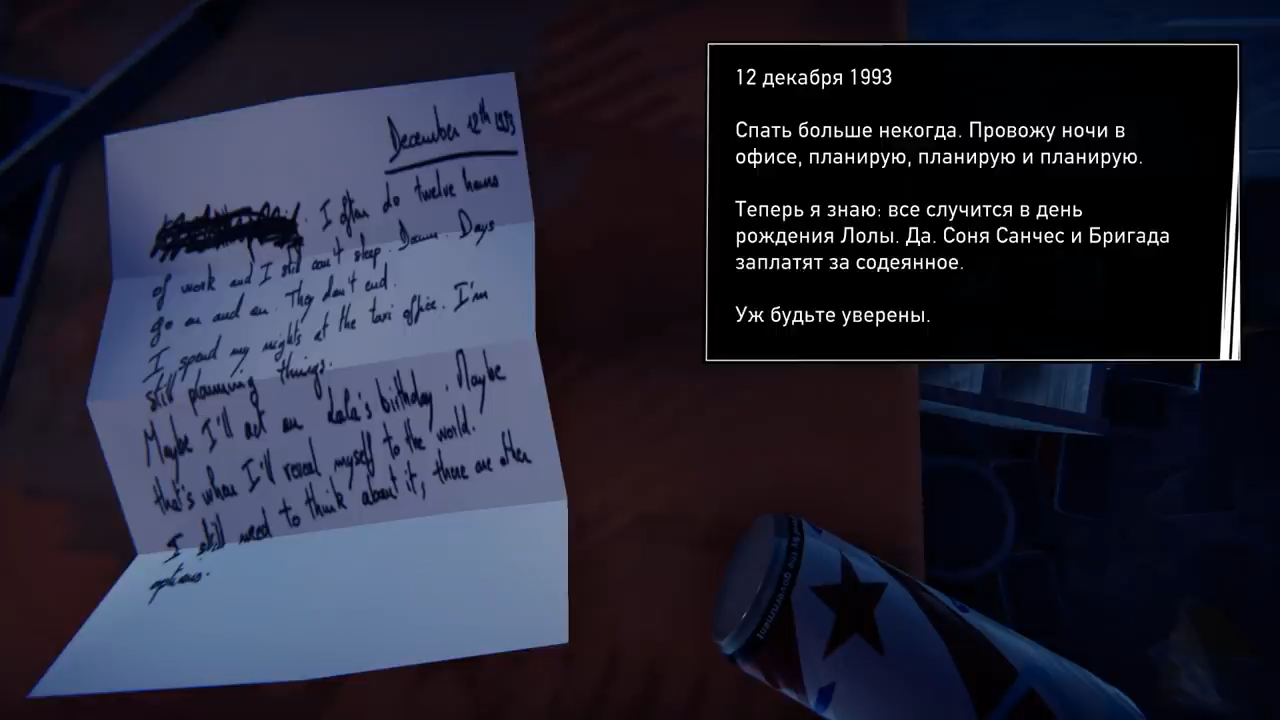 December 12th 1993
. I often do twelve hours
of work and I still can't sleep. Damn. Days
go on and on. They don't end.
I spend my nights at the taxi office. I'm
still planning things.
Maybe I'll act on Lola's birthday. Maybe
that's when I'll reveal myself to the world.
I still need to think about it, there are other
options.
12 декабря 1993
Спать больше некогда. Провожу ночи в
офисе, планирую, планирую и планирую.
Теперь я знаю: все случится в день
рождения Лолы. Да. Соня Санчес и Бригада
заплатят за содеянное.
Уж будьте уверены.
by the government